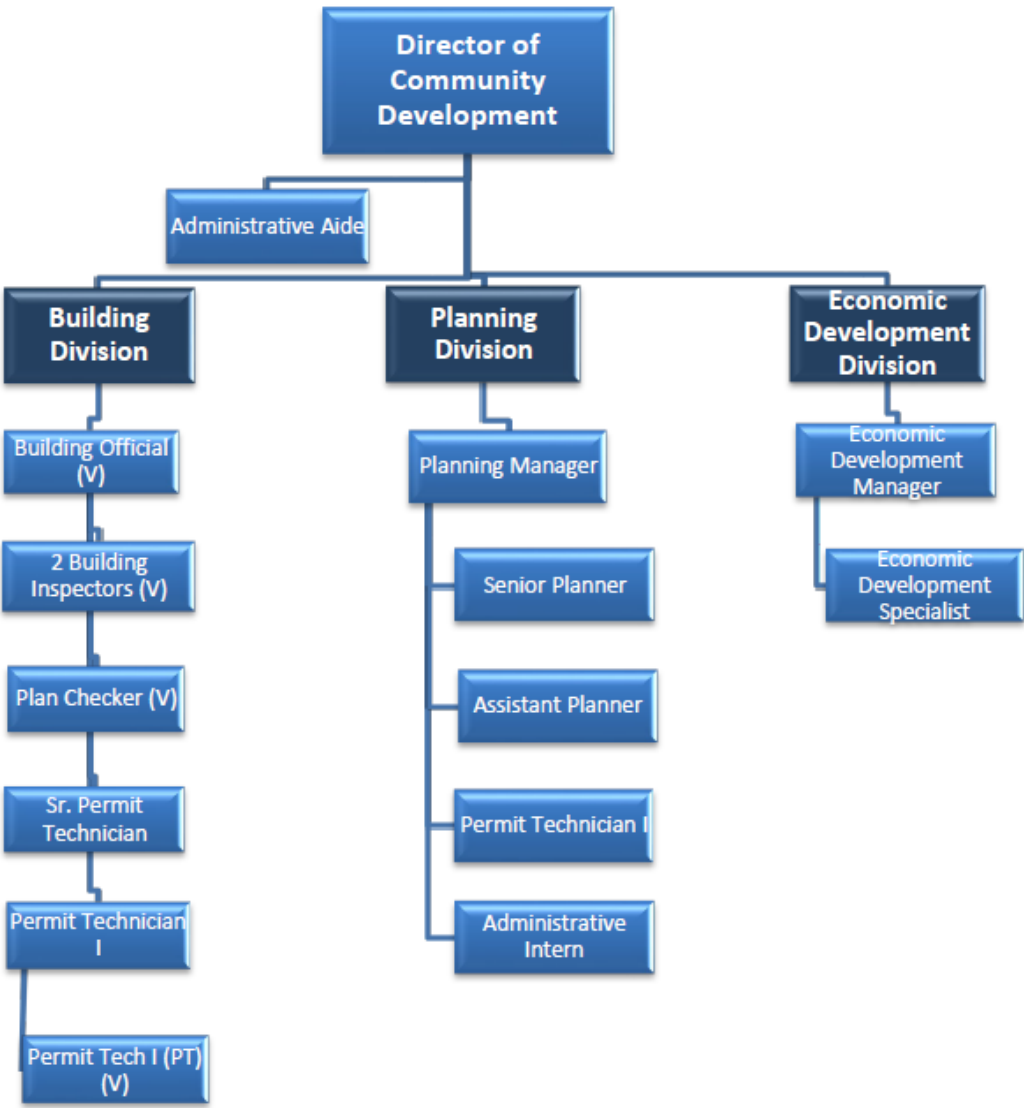 Director of
Community
Development
Administrative Aide
Building
Division
Building Official
(V)
2 Building
Inspectors (V)
Plan Checker (V)
Sr. Permit
Technician
Permit Technician
I
Permit Tech I (PT)
(V)
Planning
Division
Planning Manager
Senior Planner
Assistant Planner
Permit Technician I
Administrative
Intern
Economic
Development
Division
Economic
Development
Manager
Economic
Development
Specialist